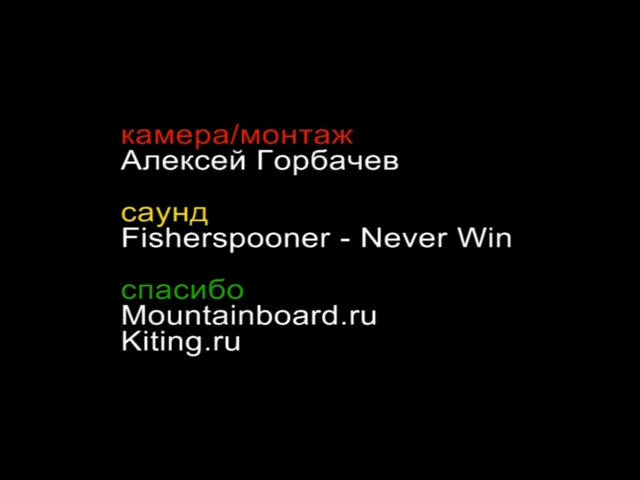 камера/монтаж
Алексей Горбачев
саунд
Fisherspooner - Never Win
спасибо
Mountainboard.ru
Kiting.ru